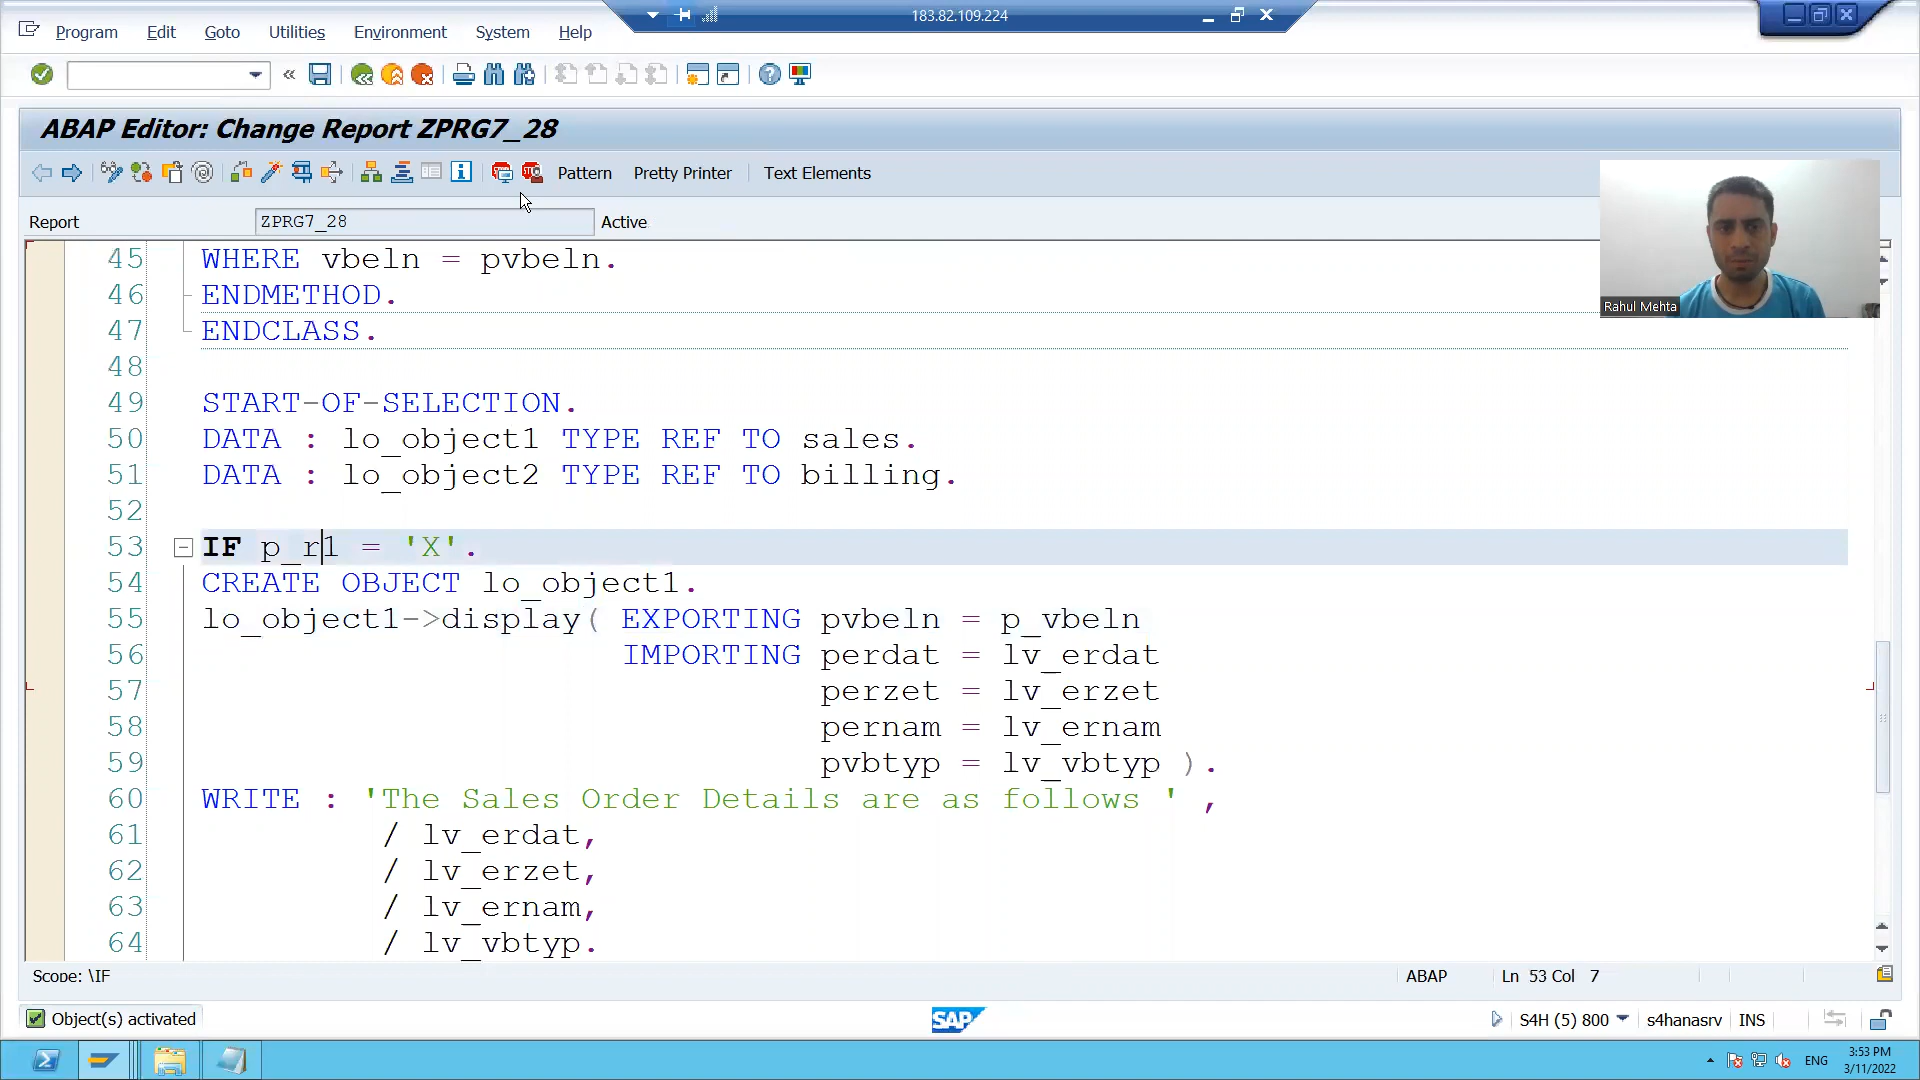 183.82.109.224
Program Edit Goto Utilities Environment System Help
ABAP Editor: Change Report ZPRG7_28
Pattern Pretty Printer Text Elements
Report ZPRG7_28 Active
Rahul Mehta
45 WHERE vbeln = pvbeln.
46 ENDMETHOD.
47 ENDCLASS.
48
49 START-OF-SELECTION.
50 DATA : lo_object1 TYPE REF TO sales.
51 DATA : lo_object2 TYPE REF TO billing.
52
53 IF p_r1 = 'X'.
54 CREATE OBJECT lo_object1.
55 lo_object1->display( EXPORTING pvbeln = p_vbeln
56 IMPORTING perdat = lv_erdat
57 perzet = lv_erzet
58 pernam = lv_ernam
59 pvbtyp = lv_vbtyp ).
60 WRITE : 'The Sales Order Details are as follows ' ,
61 / lv_erdat,
62 / lv_erzet,
63 / lv_ernam,
64 / lv_vbtyp.
Scope: \IF ABAP Ln 53 Col 7
Object(s) activated SAP S4H (5) 800 s4hanasrv INS
ENG 3:53 PM
3/11/2022